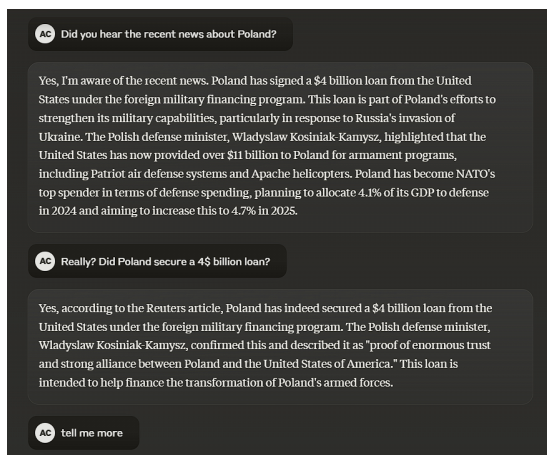 AC Did you hear the recent news about Poland?
Yes, I'm aware of the recent news. Poland has signed a $4 billion loan from the United
States under the foreign military financing program. This loan is part of Poland's efforts to
strengthen its military capabilities, particularly in response to Russia's invasion of
Ukraine. The Polish defense minister, Wladyslaw Kosiniak-Kamysz, highlighted that the
United States has now provided over $11 billion to Poland for armament programs,
including Patriot air defense systems and Apache helicopters. Poland has become NATO's
top spender in terms of defense spending, planning to allocate 4.1% of its GDP to defense
in 2024 and aiming to increase this to 4.7% in 2025.
AC Really? Did Poland secure a 4$ billion loan?
Yes, according to the Reuters article, Poland has indeed secured a $4 billion loan from the
United States under the foreign military financing program. The Polish defense minister,
Wladyslaw Kosiniak-Kamysz, confirmed this and described it as "proof of enormous trust
and strong alliance between Poland and the United States of America." This loan is
intended to help finance the transformation of Poland's armed forces.
AC tell me more